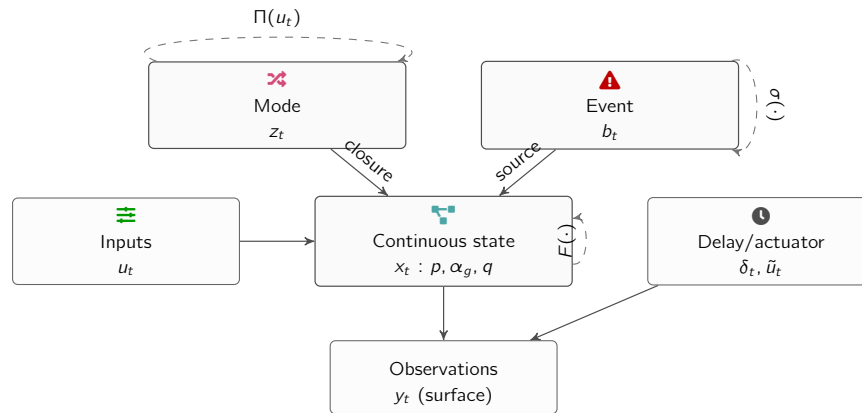 Π(u_t)
Mode
z_t
Event
b_t
σ(·)
closure
source
Inputs
u_t
Continuous state
x_t : p, α_g, q
F(·)
Delay/actuator
δ_t, ũ_t
Observations
y_t (surface)